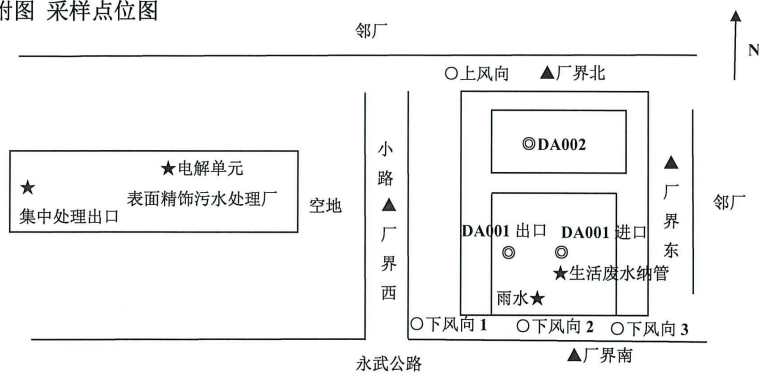 附图 采样点位图
邻厂
N
○上风向
▲厂界北
◎DA002
★电解单元
★
表面精饰污水处理厂
集中处理出口
空地
小路▲厂界西
▲厂界东
邻厂
DA001 出口
DA001 进口
◎
◎
★生活废水纳管
雨水★
○下风向 1
○下风向 2
○下风向 3
永武公路
▲厂界南